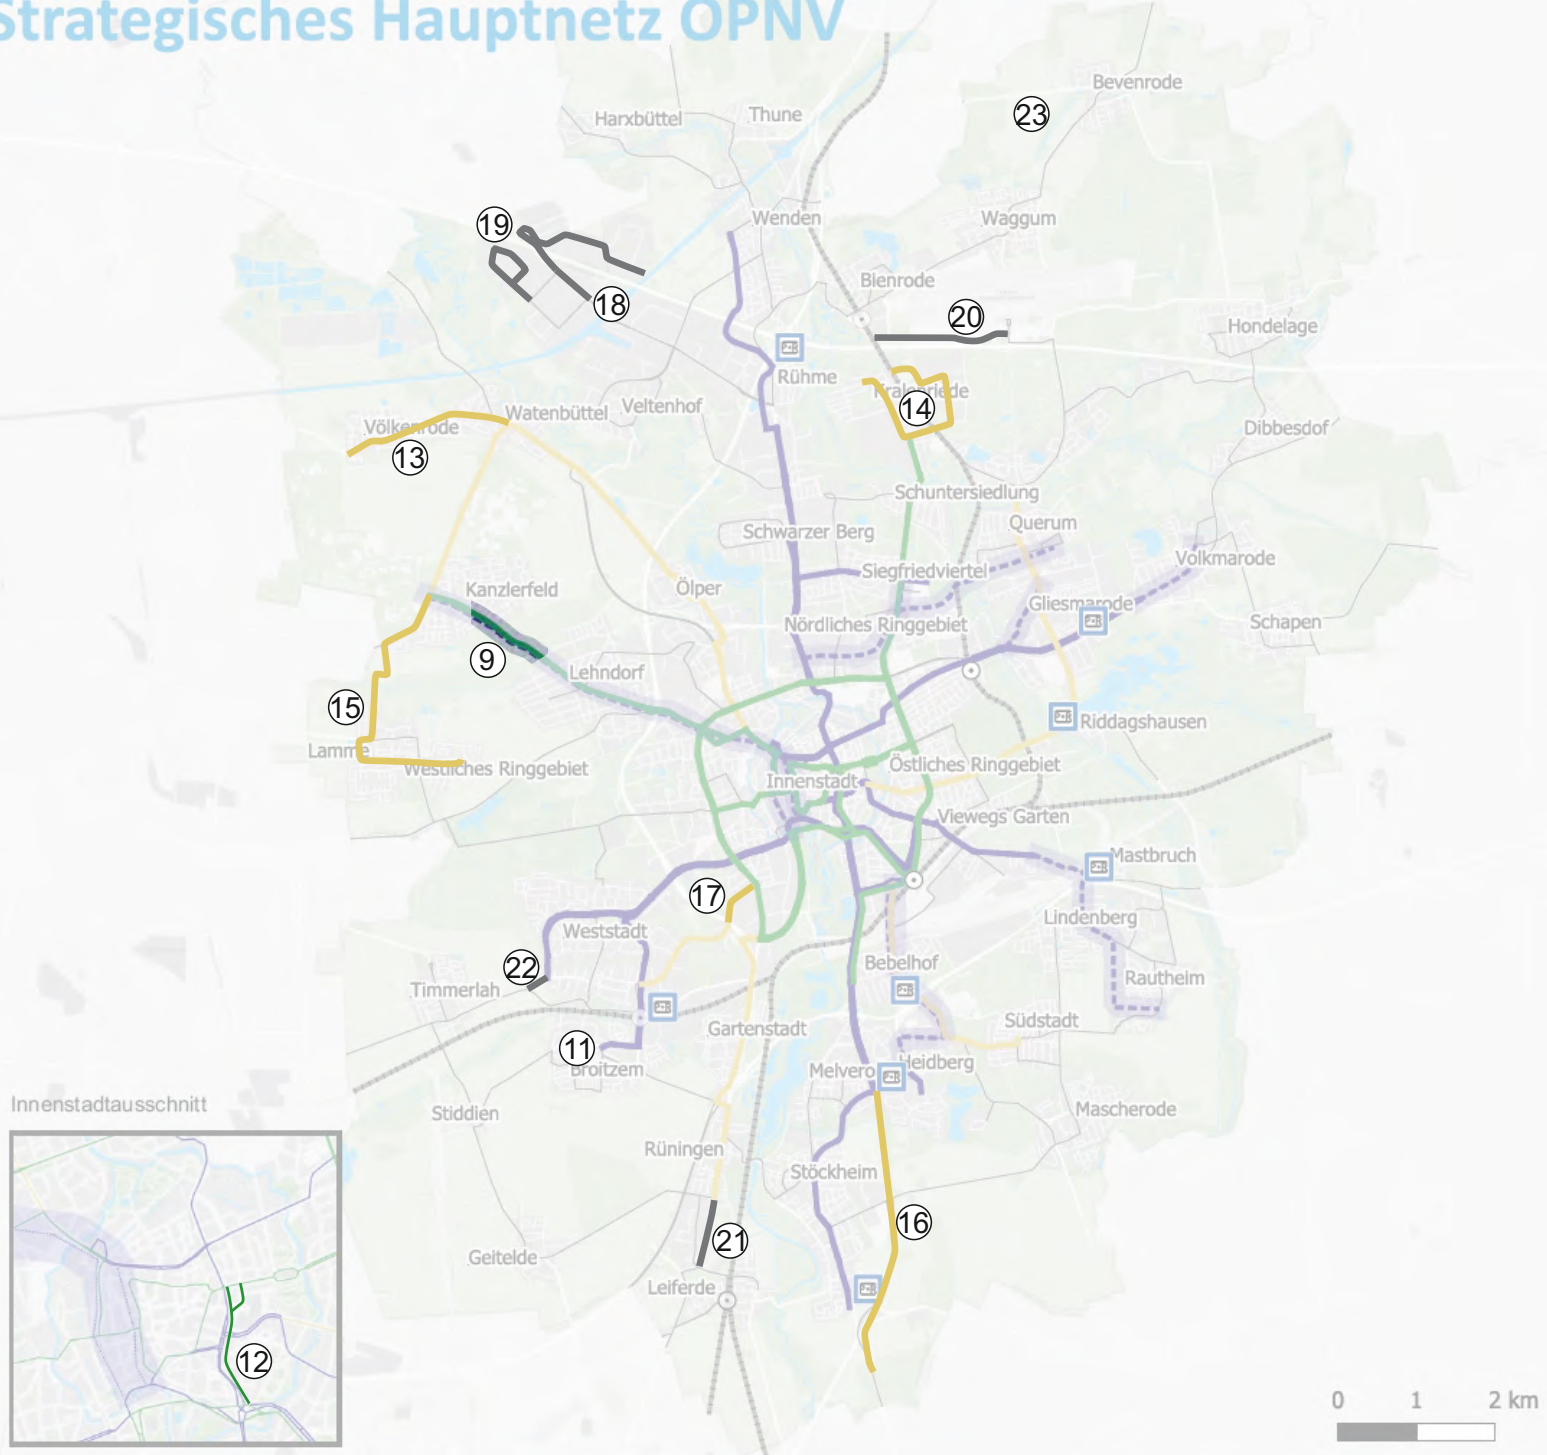 Strategisches Hauptnetz ÖPNV
Bevenrode
23
Harxbüttel
Thune
Wenden
Waggum
19
Bienrode
18
20
Hondelage
Rühme
Kralenriede
14
Veltenhof
Watenbüttel
Völkenrode
13
Dibbesdorf
Schuntersiedlung
Querum
Schwarzer Berg
Volkmarode
Siegfriedviertel
Kanzlerfeld
Ölper
Gliesmarode
Nördliches Ringgebiet
Schapen
9
Lehndorf
15
Riddagshausen
Lamme
Westliches Ringgebiet
Östliches Ringgebiet
Innenstadt
Viewegs Garten
Mastbruch
17
Lindenberg
Weststadt
22
Bebelhof
Timmerlah
Rautheim
Südstadt
Gartenstadt
11
Broitzem
Melvero
Heidberg
Innenstadtausschnitt
Stiddien
Mascherode
Rüningen
Stöckheim
16
21
Geitelde
Leiferde
12
0 1 2 km